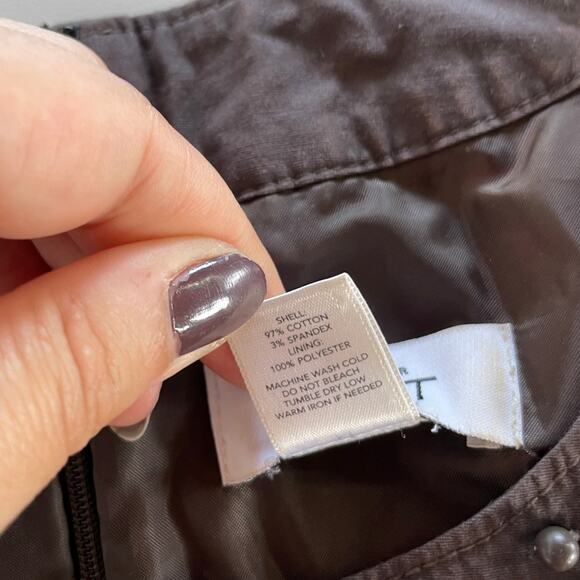 SHELL:
97% COTTON
3% SPANDEX
LINING:
100% POLYESTER
MACHINE WASH COLD
DO NOT BLEACH
TUMBLE DRY LOW
WARM IRON IF NEEDED